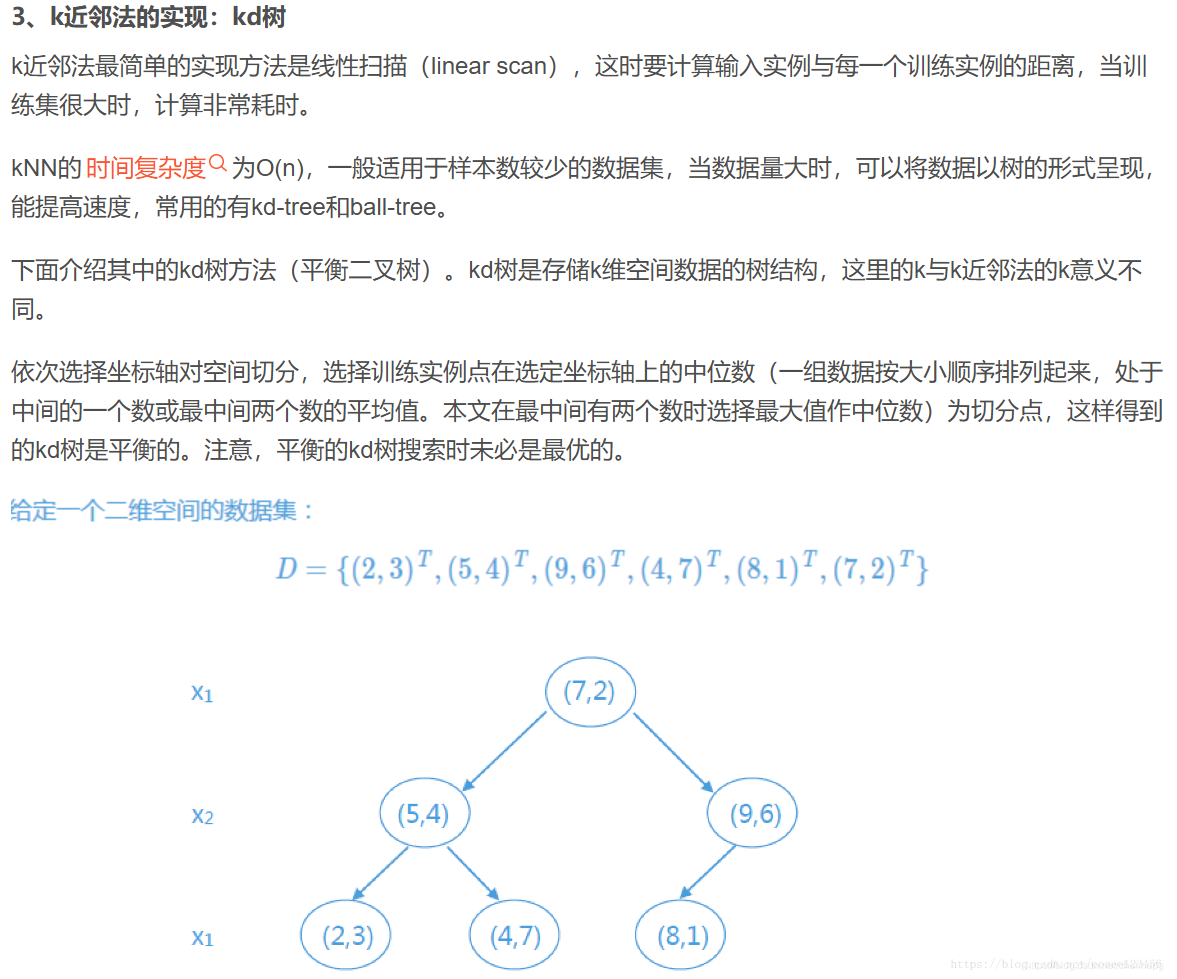 3、k近邻法的实现：kd树
k近邻法最简单的实现方法是线性扫描（linear scan），这时要计算输入实例与每一个训练实例的距离，当训
练集很大时，计算非常耗时。
kNN的时间复杂度为O(n)，一般适用于样本数较少的数据集，当数据量大时，可以将数据以树的形式呈现，
能提高速度，常用的有kd-tree和ball-tree。
下面介绍其中的kd树方法（平衡二叉树）。kd树是存储k维空间数据的树结构，这里的k与k近邻法的k意义不
同。
依次选择坐标轴对空间切分，选择训练实例点在选定坐标轴上的中位数（一组数据按大小顺序排列起来，处于
中间的一个数或最中间两个数的平均值。本文在最中间有两个数时选择最大值作中位数）为切分点，这样得到
的kd树是平衡的。注意，平衡的kd树搜索时未必是最优的。
给定一个二维空间的数据集：
D = {(2,3)ᵀ,(5,4)ᵀ,(9,6)ᵀ,(4,7)ᵀ,(8,1)ᵀ,(7,2)ᵀ}
x₁ (7,2)
x₂ (5,4) (9,6)
x₁ (2,3) (4,7) (8,1)